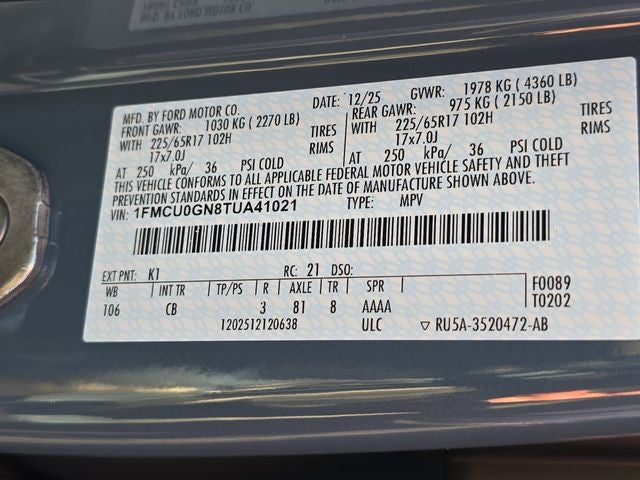 MFD. BY FORD MOTOR CO.
MFD. BY FORD MOTOR CO. DATE: 12/25 GVWR: 1978 KG ( 4360 LB)
FRONT GAWR: 1030 KG ( 2270 LB) REAR GAWR: 975 KG ( 2150 LB)
WITH 225/65R17 102H TIRES WITH 225/65R17 102H TIRES
17x7.0J RIMS 17x7.0J RIMS
AT 250 kPa/ 36 PSI COLD AT 250 kPa/ 36 PSI COLD
THIS VEHICLE CONFORMS TO ALL APPLICABLE FEDERAL MOTOR VEHICLE SAFETY AND THEFT
PREVENTION STANDARDS IN EFFECT ON THE DATE OF MANUFACTURE SHOWN ABOVE.
VIN: 1FMCU0GN8TUA41021 TYPE: MPV
EXT PNT: K1 RC: 21 DSO:
WB INT TR TP/PS R AXLE TR SPR F0089
106 CB 3 81 8 AAAA T0202
1202512120638 ULC ▽ RU5A-3520472-AB